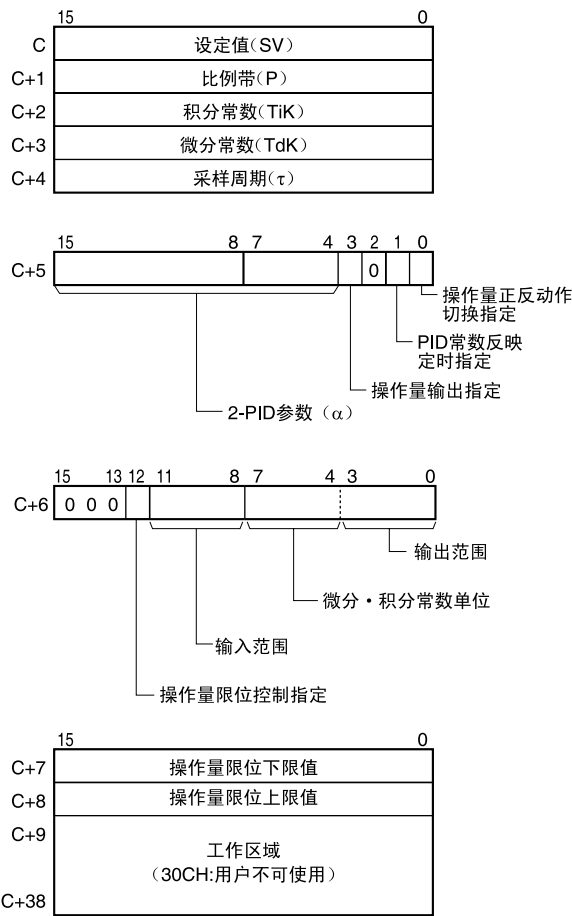 15 0
C 设定值(SV)
C+1 比例带(P)
C+2 积分常数(TiK)
C+3 微分常数(TdK)
C+4 采样周期(τ)
15 8 7 4 3 2 1 0
C+5 0
操作量正反动作
切换指定
PID常数反映
定时指定
操作量输出指定
2-PID参数（α）
15 13 12 11 8 7 4 3 0
C+6 0 0 0
输出范围
微分・积分常数单位
输入范围
操作量限位控制指定
15 0
C+7 操作量限位下限值
C+8 操作量限位上限值
C+9
工作区域
（30CH:用户不可使用）
C+38